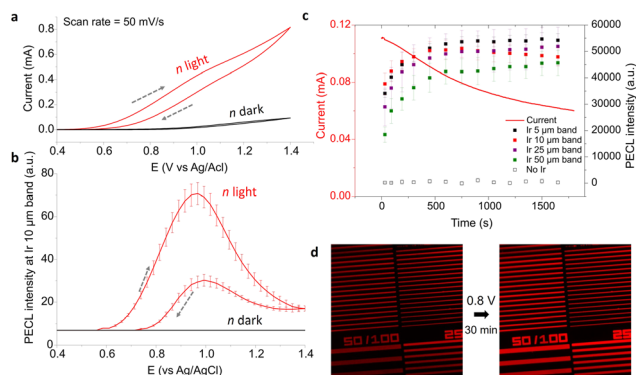 a
Scan rate = 50 mV/s
Current (mA)
0.8
0.6
0.4
0.2
0.0
n light
n dark
0.4
0.6
0.8
1.0
1.2
1.4
E (V vs Ag/Acl)
b
PECL intensity at Ir 10 µm band (a.u.)
80
60
40
20
0
n light
n dark
0.4
0.6
0.8
1.0
1.2
1.4
E (vs Ag/AgCl)
c
Current (mA)
0.12
0.08
0.04
0.00
60000
50000
40000
30000
20000
10000
0
PECL intensity (a.u.)
Current
Ir 5 µm band
Ir 10 µm band
Ir 25 µm band
Ir 50 µm band
No Ir
0
500
1000
1500
Time (s)
d
50/100
25
0.8 V
30 min
50/100
25